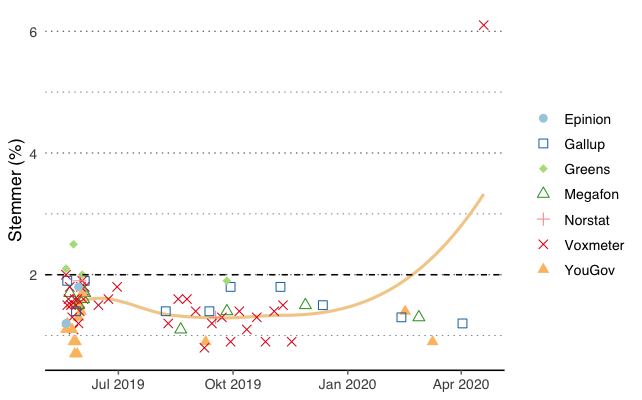 6
4
2
Stemmer (%)
Jul 2019
Okt 2019
Jan 2020
Apr 2020
Epinion
Gallup
Greens
Megafon
Norstat
Voxmeter
YouGov